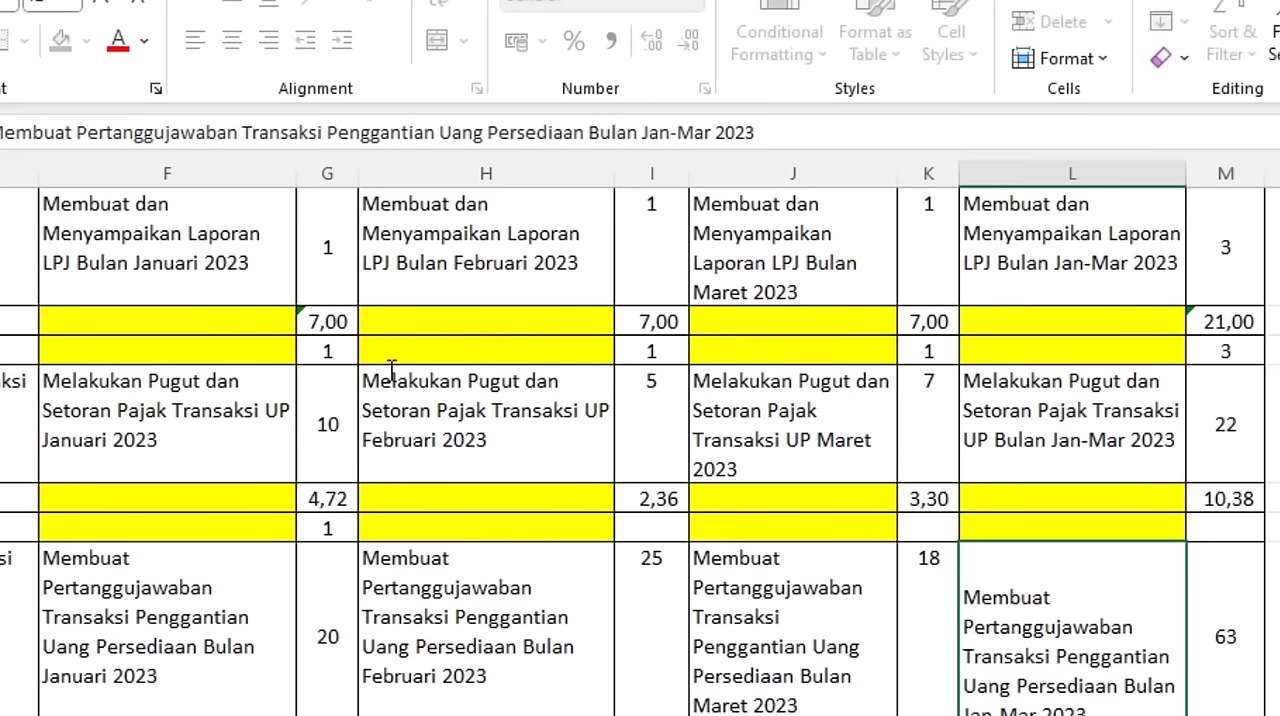 Conditional
Formatting
Format as
Table
Cell
Styles
Delete
Format
Sort &
Filter
Alignment
Number
Styles
Cells
Editing
Membuat Pertanggujawaban Transaksi Penggantian Uang Persediaan Bulan Jan-Mar 2023
F G H I J K L M
Membuat dan
Menyampaikan Laporan
LPJ Bulan Januari 2023
1
Membuat dan
Menyampaikan Laporan
LPJ Bulan Februari 2023
1
Membuat dan
Menyampaikan
Laporan LPJ Bulan
Maret 2023
1
Membuat dan
Menyampaikan Laporan
LPJ Bulan Jan-Mar 2023
3
7,00 7,00 7,00 21,00
1 1 1 3
Melakukan Pugut dan
Setoran Pajak Transaksi UP
Januari 2023
10
Melakukan Pugut dan
Setoran Pajak Transaksi UP
Februari 2023
5
Melakukan Pugut dan
Setoran Pajak
Transaksi UP Maret
2023
7
Melakukan Pugut dan
Setoran Pajak Transaksi
UP Bulan Jan-Mar 2023
22
4,72 2,36 3,30 10,38
1
Membuat
Pertanggujawaban
Transaksi Penggantian
Uang Persediaan Bulan
Januari 2023
20
Membuat
Pertanggujawaban
Transaksi Penggantian
Uang Persediaan Bulan
Februari 2023
25
Membuat
Pertanggujawaban
Transaksi
Penggantian Uang
Persediaan Bulan
Maret 2023
18
Membuat
Pertanggujawaban
Transaksi Penggantian
Uang Persediaan Bulan
Jan-Mar 2023
63